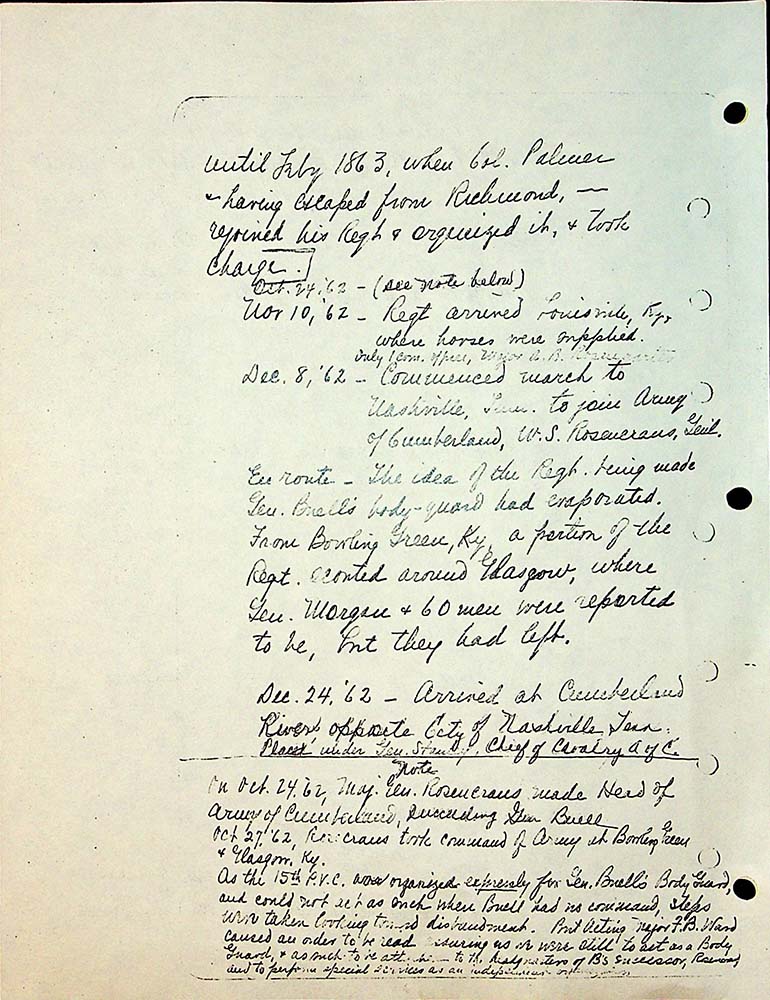 until Feby 1863, when Col. Palmer
& having escaped from Richmond, —
rejoined his Regt & organized it, & took
charge.]
Oct. 24, '62 - (see note below)
Nov 10, '62 - Regt arrived Louisville, Ky,
where horses were supplied.
Only 1 Com. officer, Major A. B.
Dec. 8, '62 - Commenced march to
Nashville, Tenn. to join Army
of Cumberland, W. S. Rosencrans, Genl.
En route - The idea of the Regt. being made
Gen. Buell's body-guard had evaporated.
From Bowling Green, Ky, a portion of the
Regt. scouted around Glasgow, where
Gen. Morgan & 60 men were reported
to be, but they had left.
Dec. 24, '62 - Arrived at Cumberland
River opposite City of Nashville Tenn.
Placed under Gen. Stanley, Chief of Cavalry A of C.
Note
On Oct. 24, 62, Maj. Gen. Rosencrans made Head of
Army of Cumberland, succeeding Gen Buell
Oct 27, '62, Rosecrans took command of Army at Bowling Green
& Glasgow, Ky.
As the 15th P.V.C. was organized expressly for Gen. Buell's Body Guard,
and could not act as such when Buell had no command, steps
were taken looking toward disbandment. But Acting Major F. B. Ward
caused an order to be read assuring us we were still to act as a Body
Guard, & as such to be att to the Headquarters of B's successor,
and to perform special services as an independent